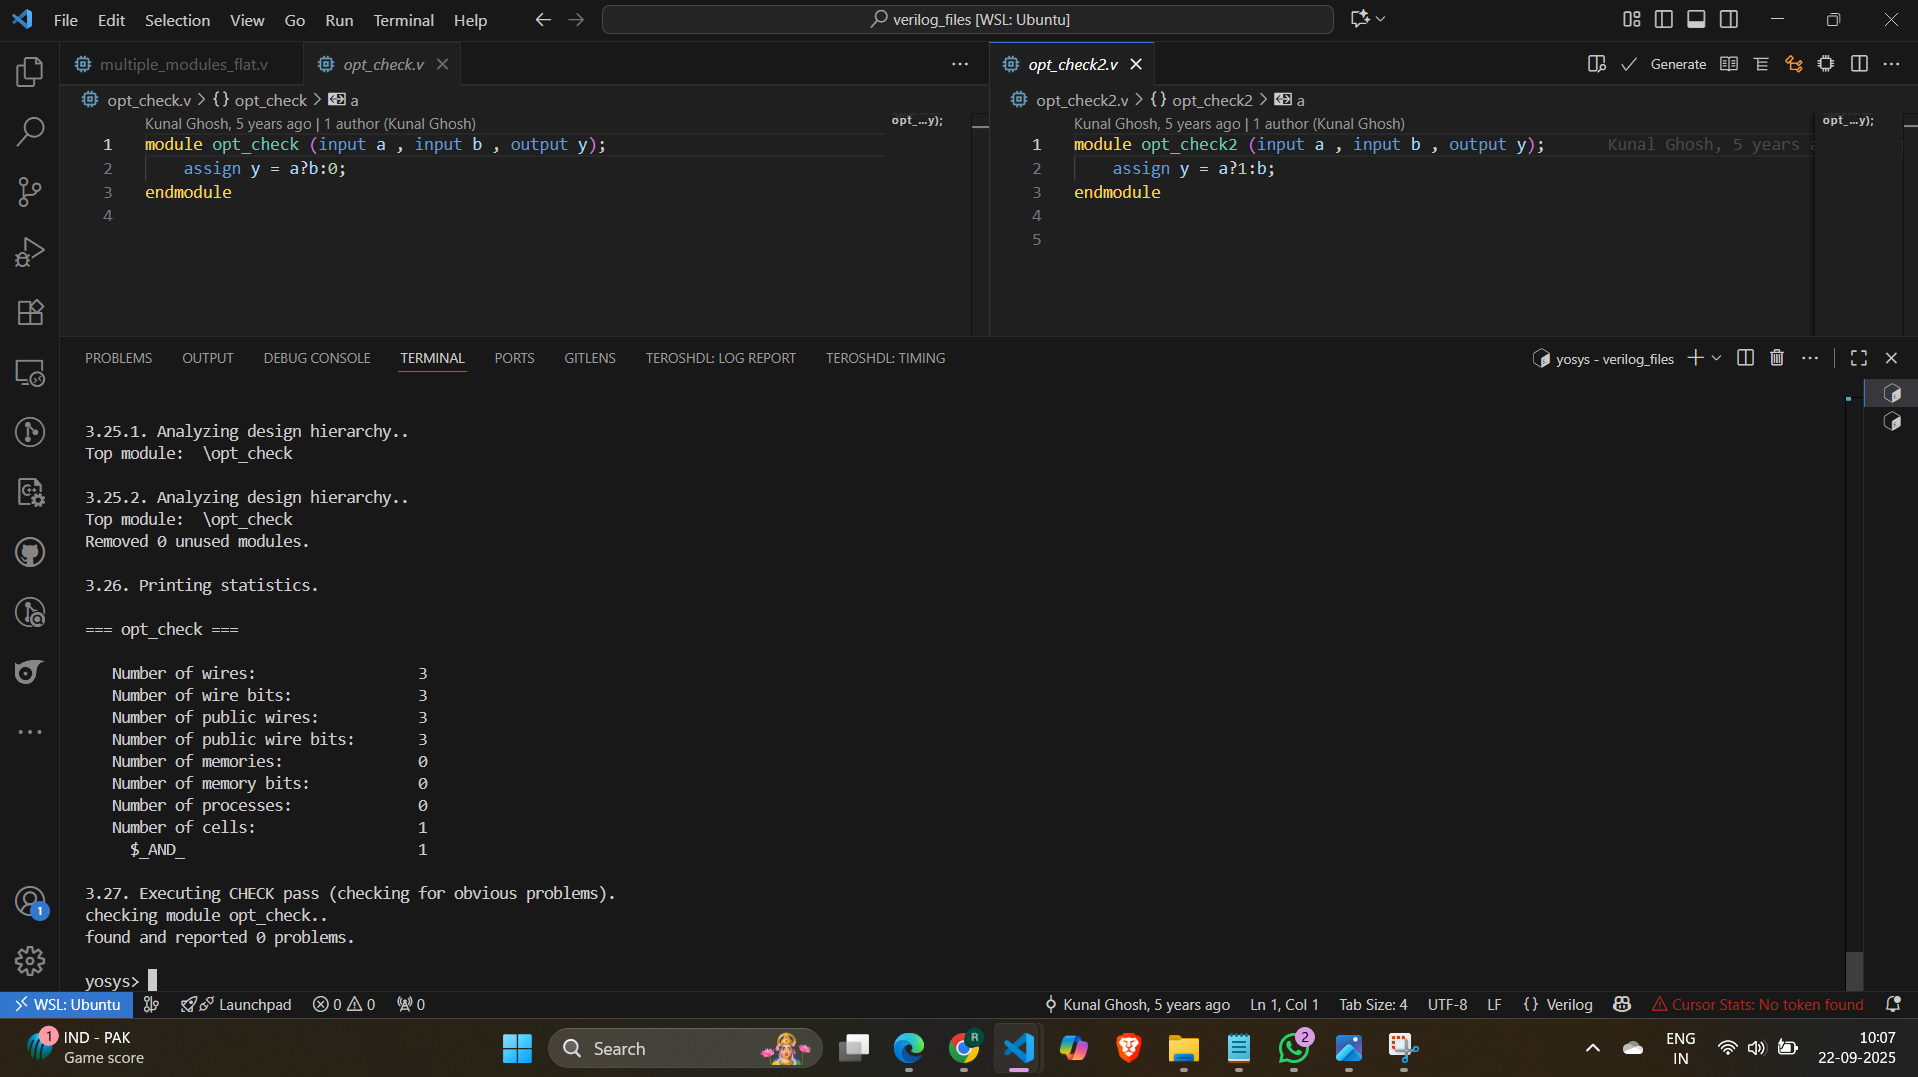 File Edit Selection View Go Run Terminal Help
verilog_files [WSL: Ubuntu]
multiple_modules_flat.v
opt_check.v
opt_check.v > {} opt_check > a
Kunal Ghosh, 5 years ago | 1 author (Kunal Ghosh)
1 module opt_check (input a , input b , output y);
2 assign y = a?b:0;
3 endmodule
4
opt_…y);
opt_check2.v
Generate
opt_check2.v > {} opt_check2 > a
Kunal Ghosh, 5 years ago | 1 author (Kunal Ghosh)
1 module opt_check2 (input a , input b , output y); Kunal Ghosh, 5 years
2 assign y = a?1:b;
3 endmodule
4
5
opt_…y);
PROBLEMS OUTPUT DEBUG CONSOLE TERMINAL PORTS GITLENS TEROSHDL: LOG REPORT TEROSHDL: TIMING
yosys - verilog_files
3.25.1. Analyzing design hierarchy..
Top module:  \opt_check
3.25.2. Analyzing design hierarchy..
Top module:  \opt_check
Removed 0 unused modules.
3.26. Printing statistics.
=== opt_check ===
Number of wires: 3
Number of wire bits: 3
Number of public wires: 3
Number of public wire bits: 3
Number of memories: 0
Number of memory bits: 0
Number of processes: 0
Number of cells: 1
$_AND_ 1
3.27. Executing CHECK pass (checking for obvious problems).
checking module opt_check..
found and reported 0 problems.
yosys>
1
WSL: Ubuntu Launchpad 0 0 0 Kunal Ghosh, 5 years ago Ln 1, Col 1 Tab Size: 4 UTF-8 LF {} Verilog Cursor Stats: No token found
1 IND - PAK
Game score
Search
R
2
ENG
IN
10:07
22-09-2025